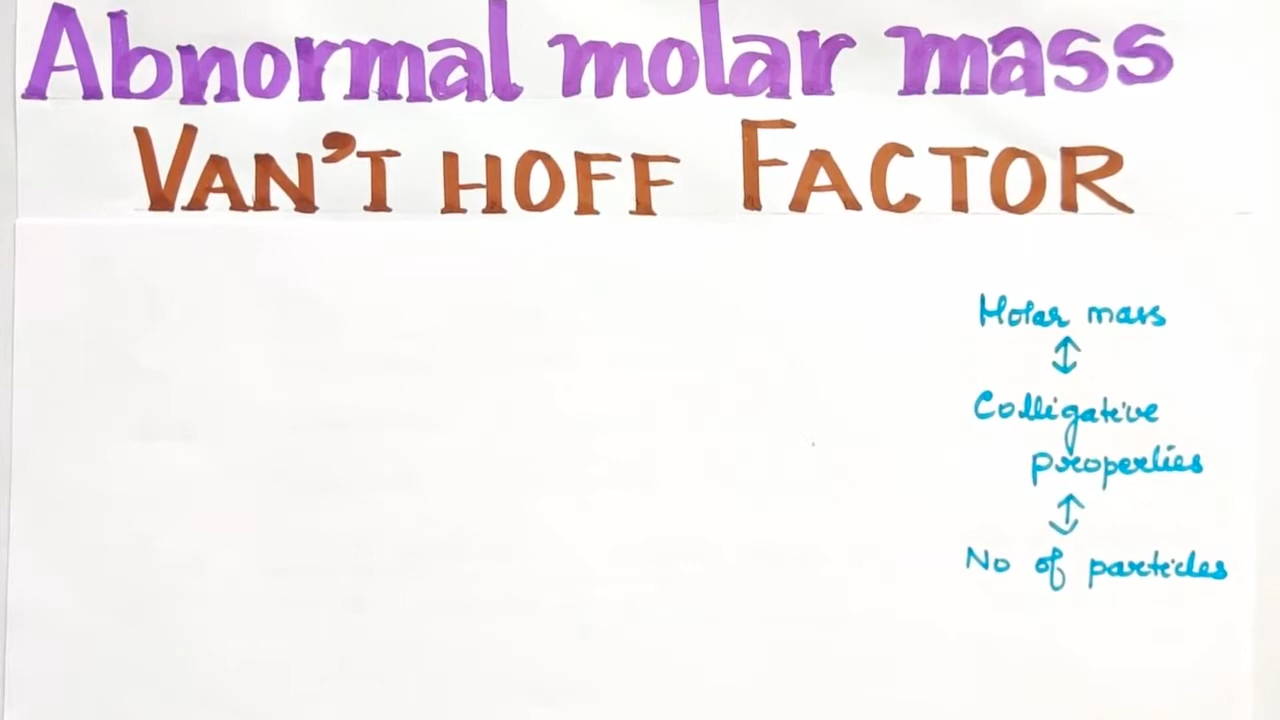 Abnormal molar mass
VAN'T HOFF FACTOR
Molar mass
↕
Colligative
properties
↕
No of particles